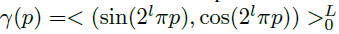 γ(p) =< (sin(2^l πp), cos(2^l πp)) >_0^L